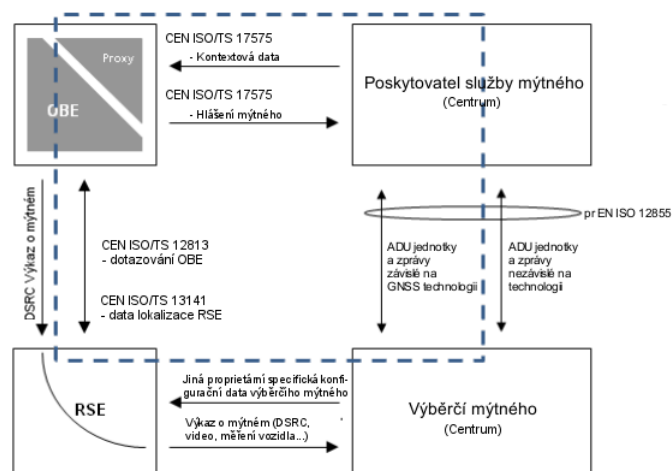 CEN ISO/TS 17575
- Kontextová data
Proxy
OBE
CEN ISO/TS 17575
- Hlášení mýtného
Poskytovatel služby mýtného
(Centrum)
pr EN ISO 12855
DSRC Výkaz o mýtném
CEN ISO/TS 12813
- dotazování OBE
CEN ISO/TS 13141
- data lokalizace RSE
ADU jednotky
a zprávy
závislé na
GNSS technologii
ADU jednotky
a zprávy
nezávislé na
technologii
RSE
Jiná proprietání specifická konfi-
gurační data výběrčího mýtného
Výkaz o mýtném (DSRC,
video, měření vozidla...)
Výběrčí mýtného
(Centrum)